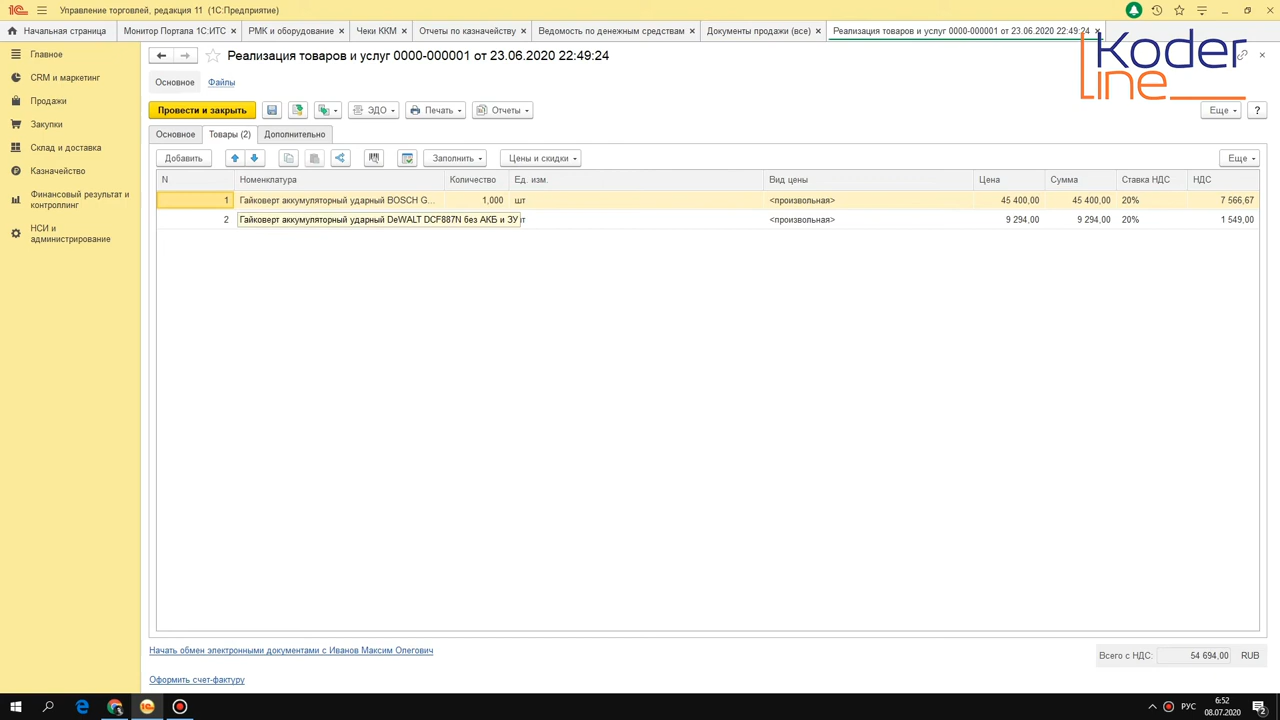 Управление торговлей, редакция 11 (1С:Предприятие)
Начальная страница
Монитор Портала 1С:ИТС ×
РМК и оборудование ×
Чеки ККМ ×
Отчеты по казначейству ×
Ведомость по денежным средствам ×
Документы продажи (все) ×
Реализация товаров и услуг 0000-000001 от 23.06.2020 22:49:24 ×
Koder
line
Главное
CRM и маркетинг
Продажи
Закупки
Склад и доставка
Казначейство
Финансовый результат и
контроллинг
НСИ и
администрирование
Реализация товаров и услуг 0000-000001 от 23.06.2020 22:49:24
Основное Файлы
Провести и закрыть ЭДО Печать Отчеты Еще ?
Основное Товары (2) Дополнительно
Добавить Заполнить Цены и скидки Еще
N Номенклатура Количество Ед. изм. Вид цены Цена Сумма Ставка НДС НДС
1 Гайковерт аккумуляторный ударный BOSCH G... 1,000 шт <произвольная> 45 400,00 45 400,00 20% 7 566,67
2 Гайковерт аккумуляторный ударный DeWALT DCF887N без АКБ и ЗУ <произвольная> 9 294,00 9 294,00 20% 1 549,00
Начать обмен электронными документами с Иванов Максим Олегович
Всего с НДС: 54 694,00 RUB
Оформить счет-фактуру
РУС
6:52
08.07.2020
2